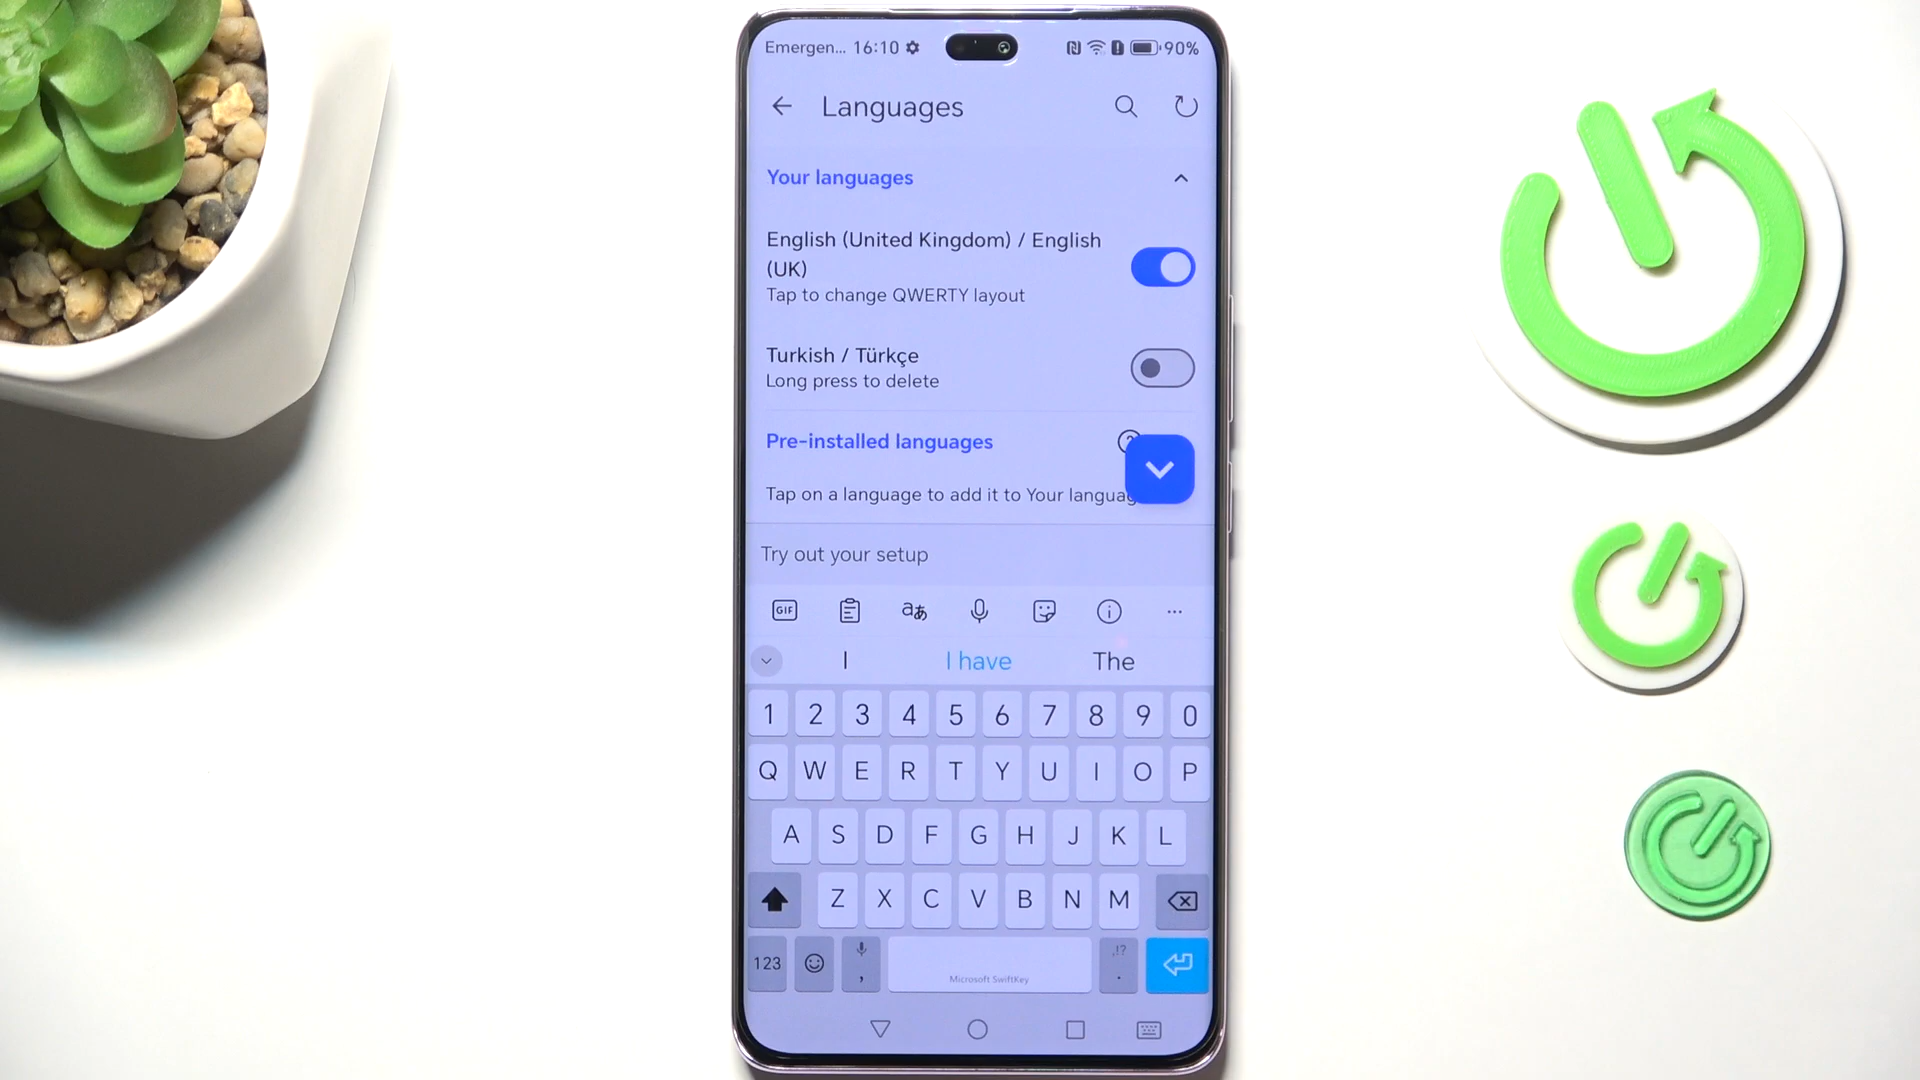 Emergen... 16:10 90%
Languages
Your languages
English (United Kingdom) / English
(UK)
Tap to change QWERTY layout
Turkish / Türkçe
Long press to delete
Pre-installed languages
Tap on a language to add it to Your languag
Try out your setup
GIF aあ
I I have The
1 2 3 4 5 6 7 8 9 0
Q W E R T Y U I O P
A S D F G H J K L
Z X C V B N M
123 , Microsoft SwiftKey ,!? .